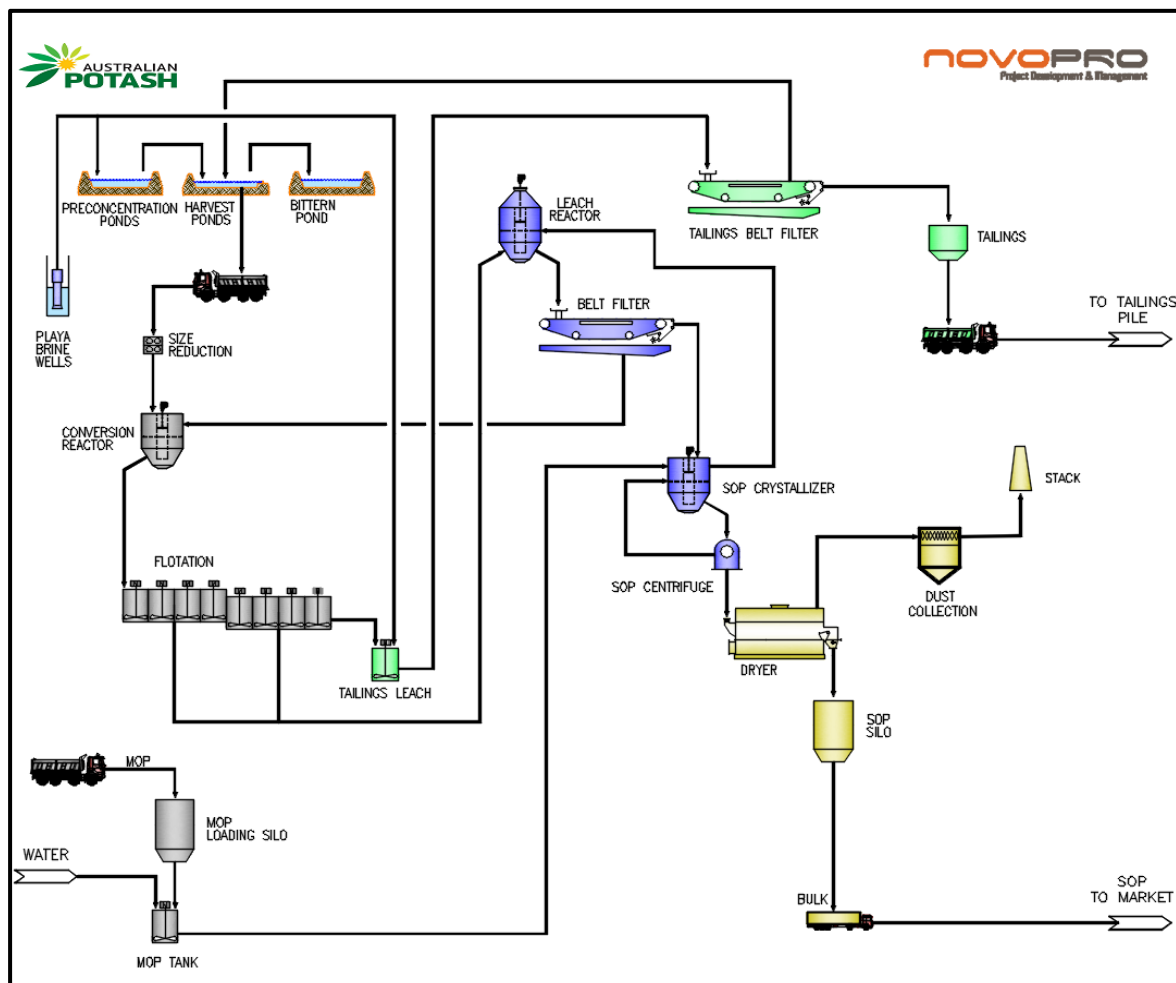 AUSTRALIAN
POTASH
NOVOPRO
Project Development & Management
PRECONCENTRATION
PONDS
HARVEST
PONDS
BITTERN
POND
LEACH
REACTOR
TAILINGS BELT FILTER
TAILINGS
BELT FILTER
TO TAILINGS
PILE
PLAYA
BRINE
WELLS
SIZE
REDUCTION
CONVERSION
REACTOR
SOP CRYSTALLIZER
STACK
FLOTATION
SOP CENTRIFUGE
DUST
COLLECTION
DRYER
TAILINGS LEACH
SOP
SILO
MOP
MOP
LOADING SILO
WATER
BULK
SOP
TO MARKET
MOP TANK